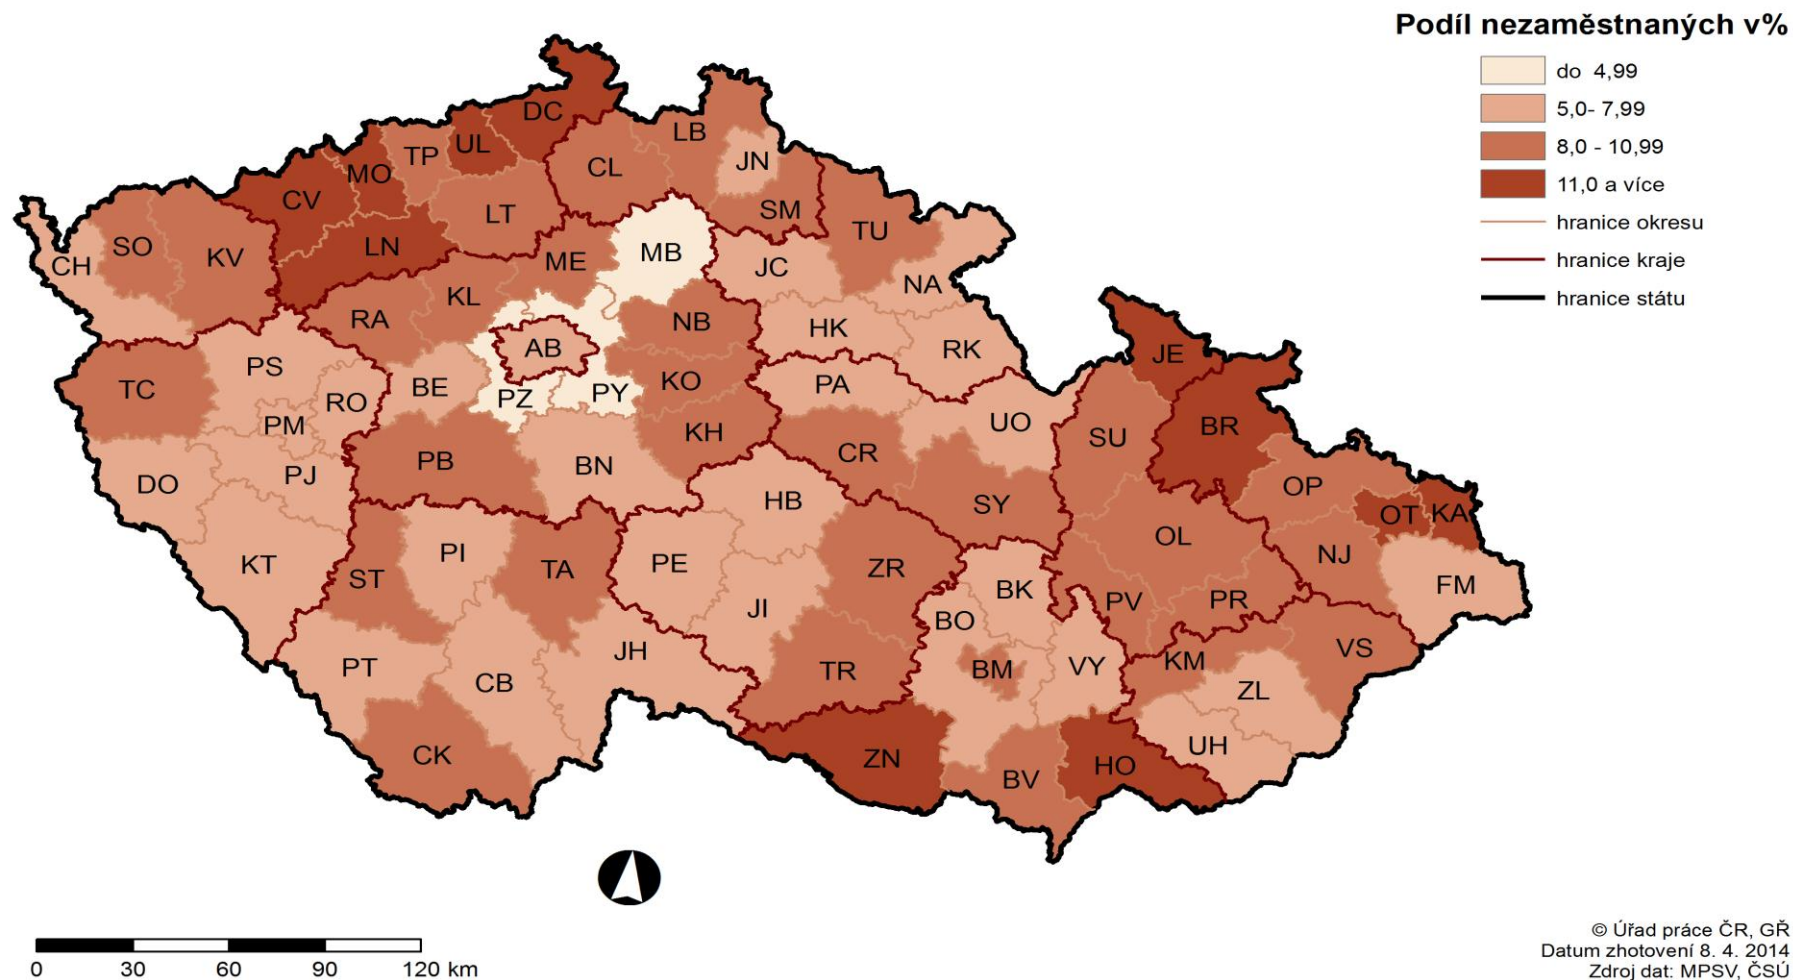 Podíl nezaměstnaných v%
do 4,99
5,0- 7,99
8,0 - 10,99
11,0 a více
hranice okresu
hranice kraje
hranice státu
DC
UL
TP
MO
CV
LT
LN
CL
LB
JN
SM
TU
SO
KV
CH
ME
MB
JC
NA
KL
RA
NB
HK
RK
AB
JE
TC
PS
RO
BE
PZ
PY
KO
PA
UO
PM
KH
CR
SU
BR
DO
PJ
PB
BN
HB
SY
OP
OT
KA
KT
PI
ST
TA
PE
ZR
OL
NJ
FM
JI
BK
BO
PV
PR
PT
CB
JH
TR
BM
VY
KM
VS
ZL
CK
ZN
BV
HO
UH
0 30 60 90 120 km
© Úřad práce ČR, GŘ
Datum zhotovení 8. 4. 2014
Zdroj dat: MPSV, ČSÚ